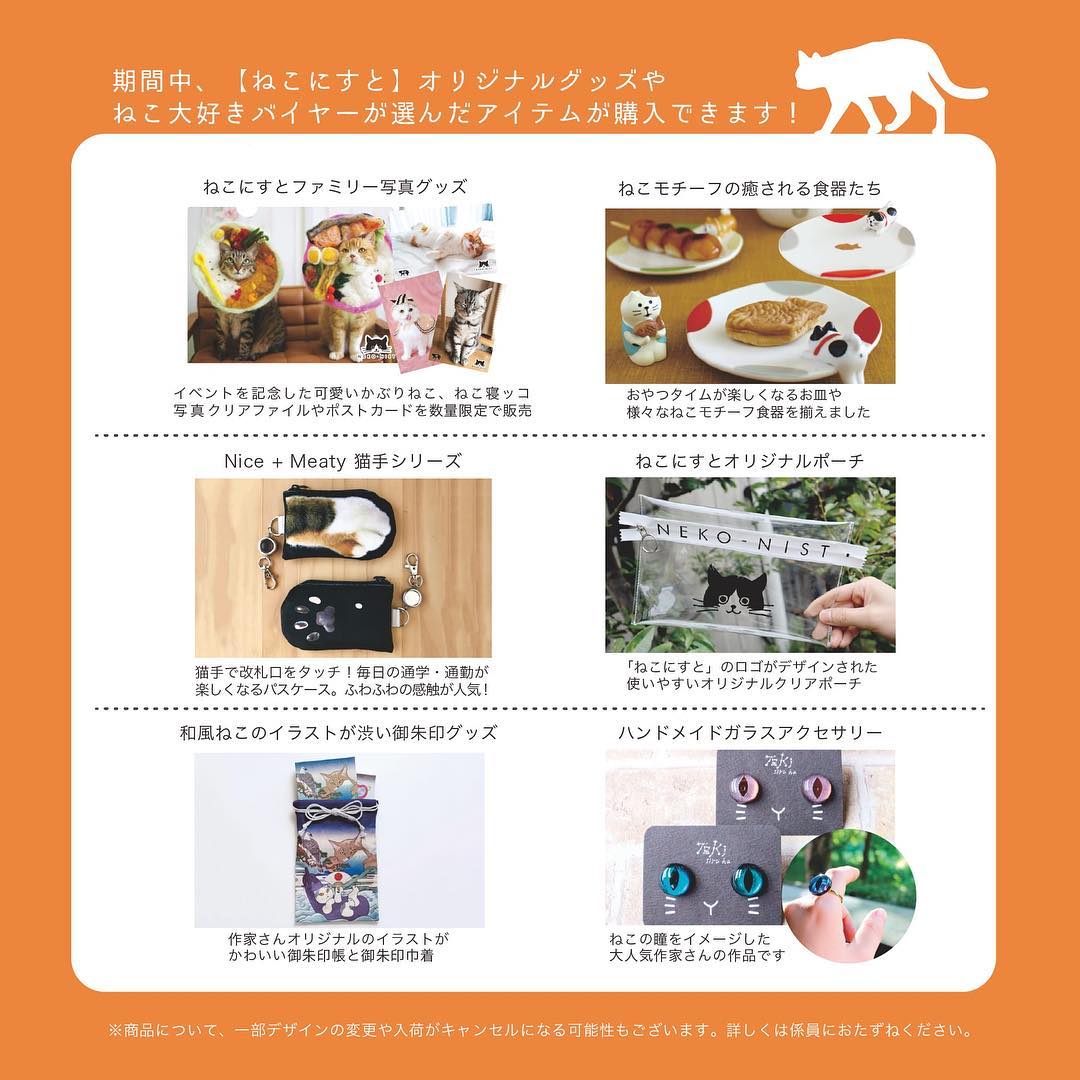 期間中、【ねこにすと】オリジナルグッズや
ねこ大好きバイヤーが選んだアイテムが購入できます！
ねこにすとファミリー写真グッズ
イベントを記念した可愛いかぶりねこ、ねこ寝ッコ
写真クリアファイルやポストカードを数量限定で販売
ねこモチーフの癒される食器たち
おやつタイムが楽しくなるお皿や
様々なねこモチーフ食器を揃えました
Nice + Meaty 猫手シリーズ
猫手で改札口をタッチ！毎日の通学・通勤が
楽しくなるパスケース。ふわふわの感触が人気！
ねこにすとオリジナルポーチ
NEKO-NIST・
「ねこにすと」のロゴがデザインされた
使いやすいオリジナルクリアポーチ
和風ねこのイラストが渋い御朱印グッズ
作家さんオリジナルのイラストが
かわいい御朱印帳と御朱印巾着
ハンドメイドガラスアクセサリー
ねこの瞳をイメージした
大人気作家さんの作品です
※商品について、一部デザインの変更や入荷がキャンセルになる可能性もございます。詳しくは係員におたずねください。